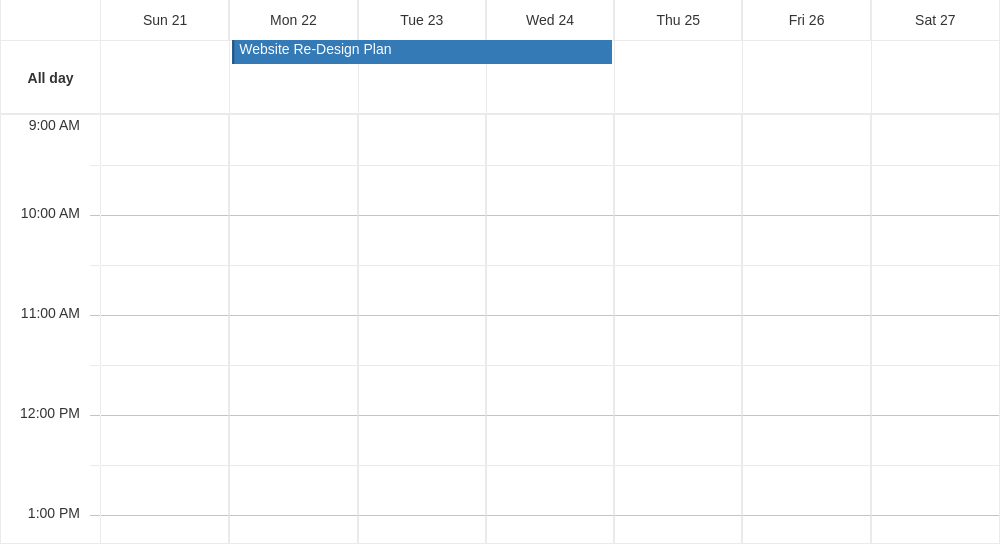 Sun 21
Mon 22
Tue 23
Wed 24
Thu 25
Fri 26
Sat 27
Website Re-Design Plan
All day
9:00 AM
10:00 AM
11:00 AM
12:00 PM
1:00 PM